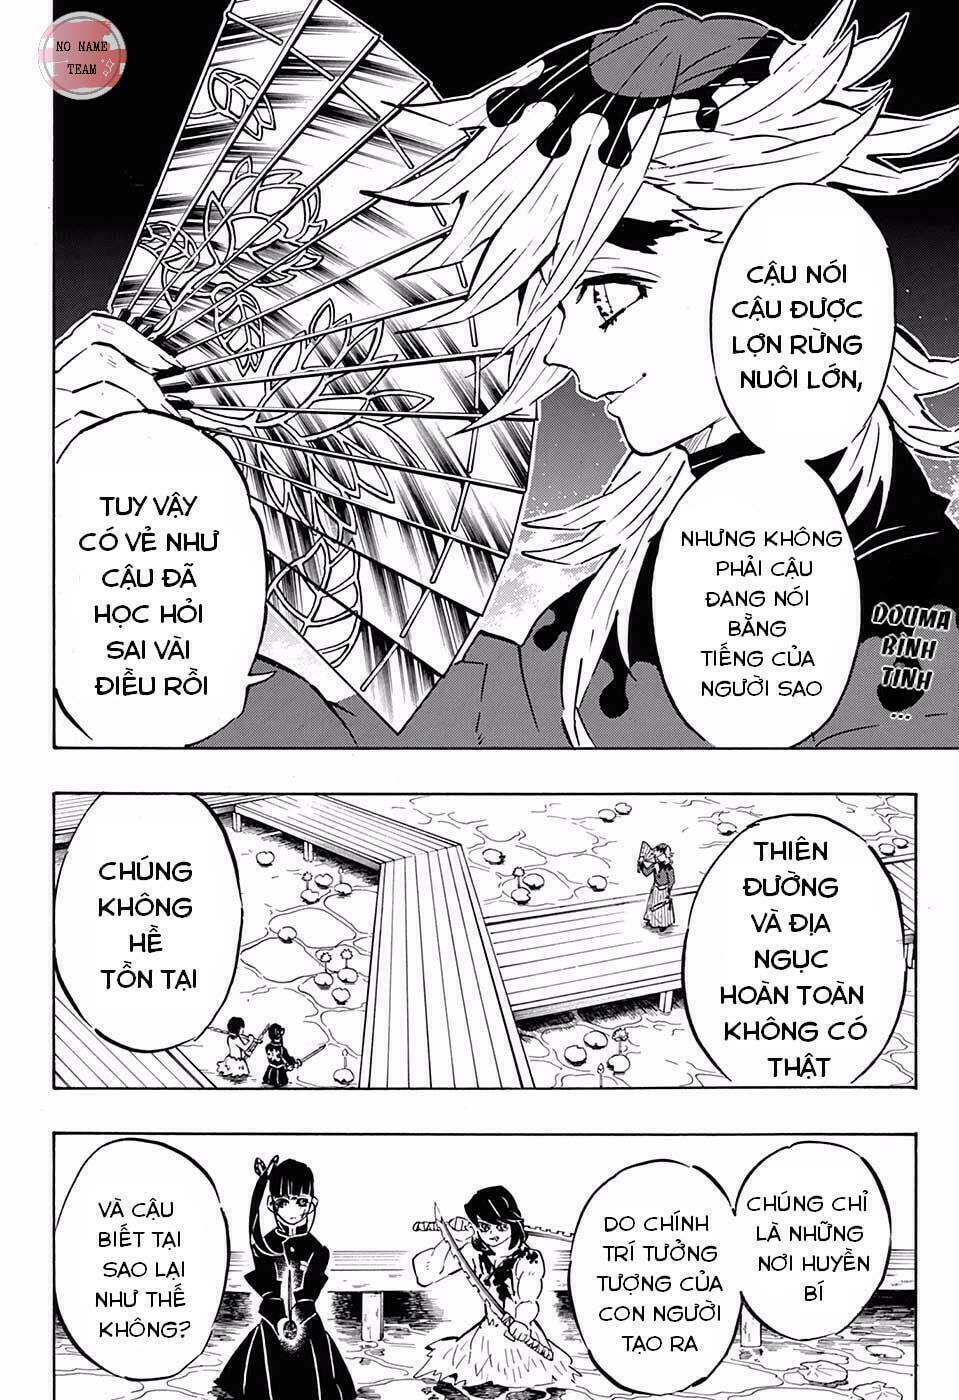 NO NAME
TEAM
CẬU NÓI
CẬU ĐƯỢC
LỢN RỪNG
NUÔI LỚN,
NHƯNG KHÔNG
PHẢI CẬU
ĐANG NÓI
BẰNG
TIẾNG CỦA
NGƯỜI SAO
DOUMA
BÌNH
TĨNH
...
TUY VẬY
CÓ VẺ NHƯ
CẬU ĐÃ
HỌC HỎI
SAI VÀI
ĐIỀU RỒI
THIÊN
ĐƯỜNG
VÀ ĐỊA
NGỤC
HOÀN TOÀN
KHÔNG CÓ
THẬT
CHÚNG
KHÔNG
HỀ
TỒN TẠI
CHÚNG CHỈ
LÀ NHỮNG
NƠI HUYỀN
BÍ
DO CHÍNH
TRÍ TƯỞNG
TƯỢNG CỦA
CON NGƯỜI
TẠO RA
VÀ CẬU
BIẾT TẠI
SAO LẠI
NHƯ THẾ
KHÔNG?